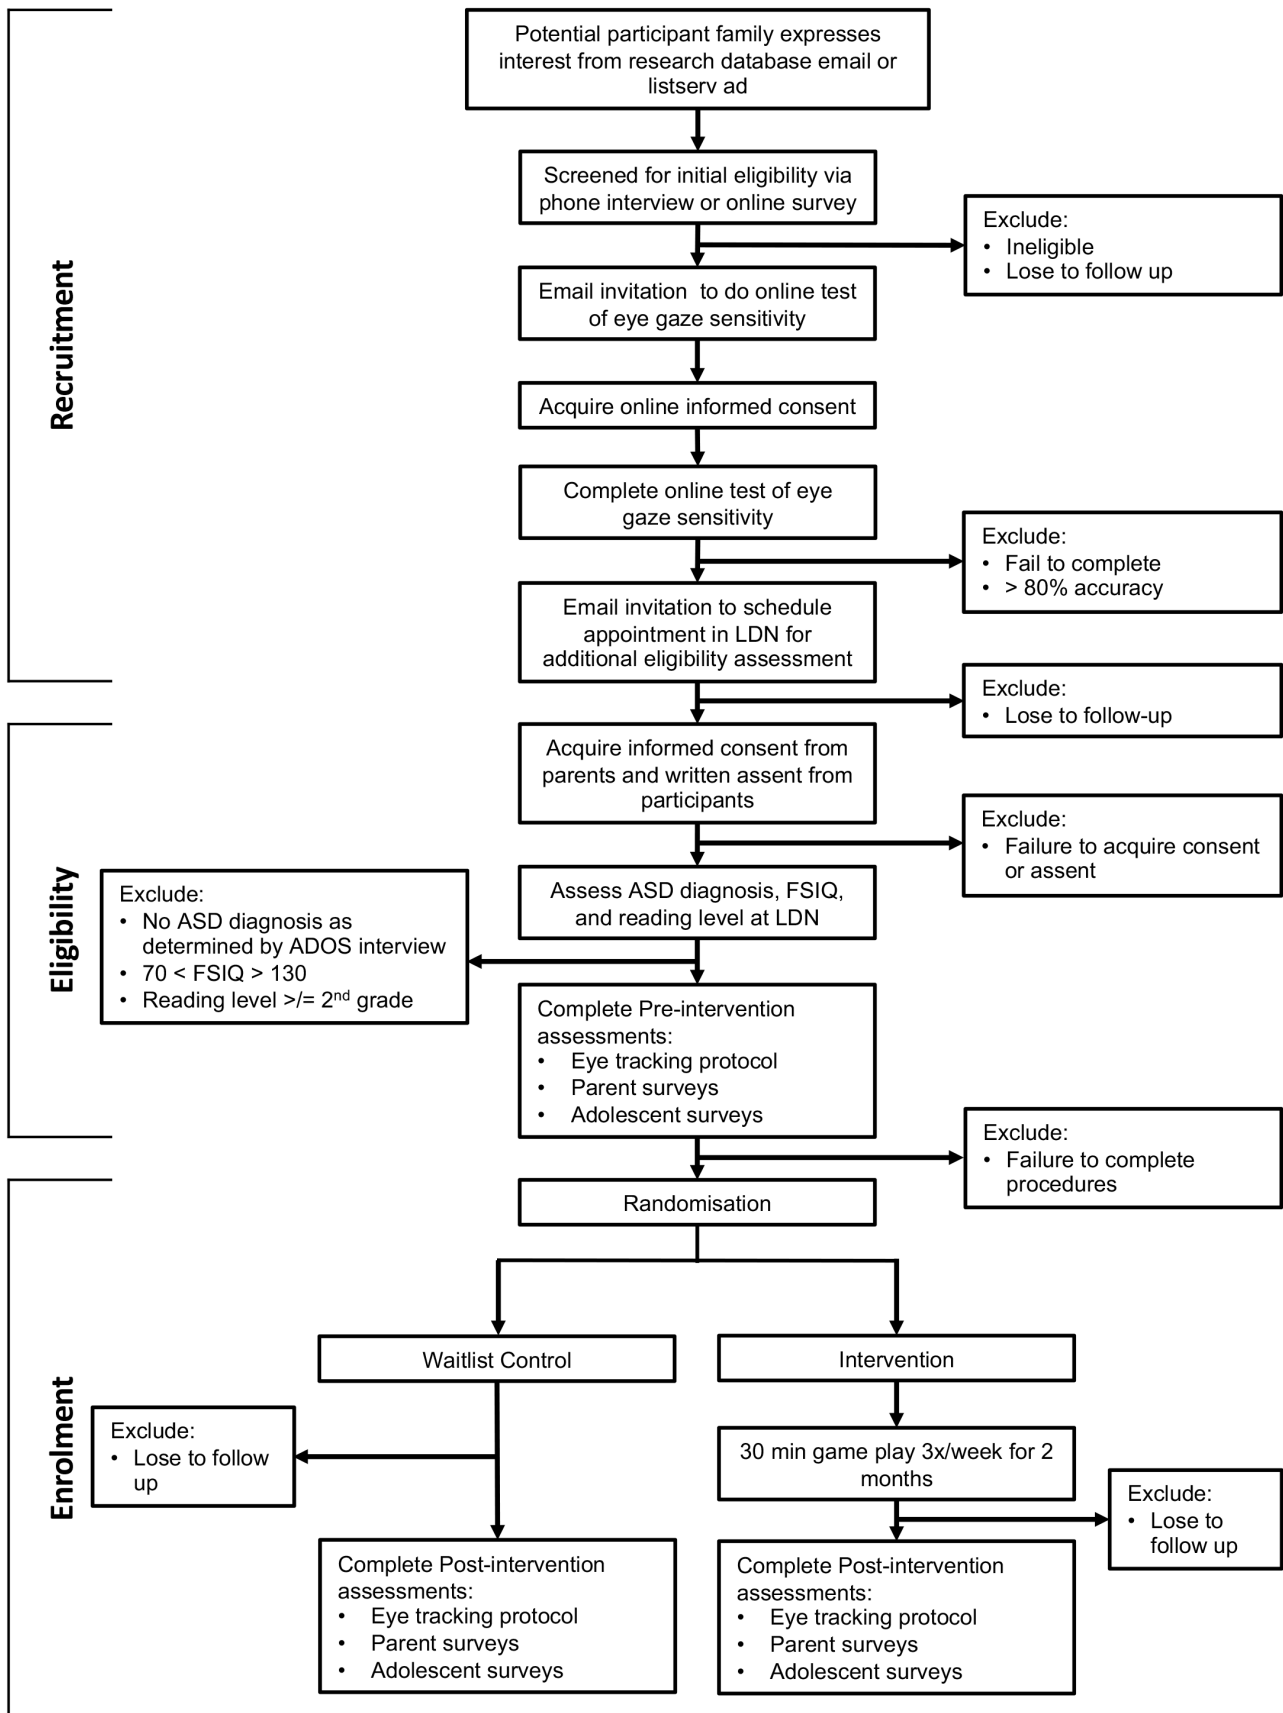 Recruitment
Potential participant family expresses
interest from research database email or
listserv ad
Screened for initial eligibility via
phone interview or online survey
Exclude:
• Ineligible
• Lose to follow up
Email invitation  to do online test
of eye gaze sensitivity
Acquire online informed consent
Complete online test of eye
gaze sensitivity
Exclude:
• Fail to complete
• > 80% accuracy
Email invitation to schedule
appointment in LDN for
additional eligibility assessment
Exclude:
• Lose to follow-up
Eligibility
Acquire informed consent from
parents and written assent from
participants
Exclude:
• Failure to acquire consent
or assent
Assess ASD diagnosis, FSIQ,
and reading level at LDN
Exclude:
• No ASD diagnosis as
determined by ADOS interview
• 70 < FSIQ > 130
• Reading level >/= 2nd grade
Complete Pre-intervention
assessments:
• Eye tracking protocol
• Parent surveys
• Adolescent surveys
Exclude:
• Failure to complete
procedures
Enrolment
Randomisation
Waitlist Control
Intervention
Exclude:
• Lose to follow
up
30 min game play 3x/week for 2
months
Exclude:
• Lose to
follow up
Complete Post-intervention
assessments:
• Eye tracking protocol
• Parent surveys
• Adolescent surveys
Complete Post-intervention
assessments:
• Eye tracking protocol
• Parent surveys
• Adolescent surveys